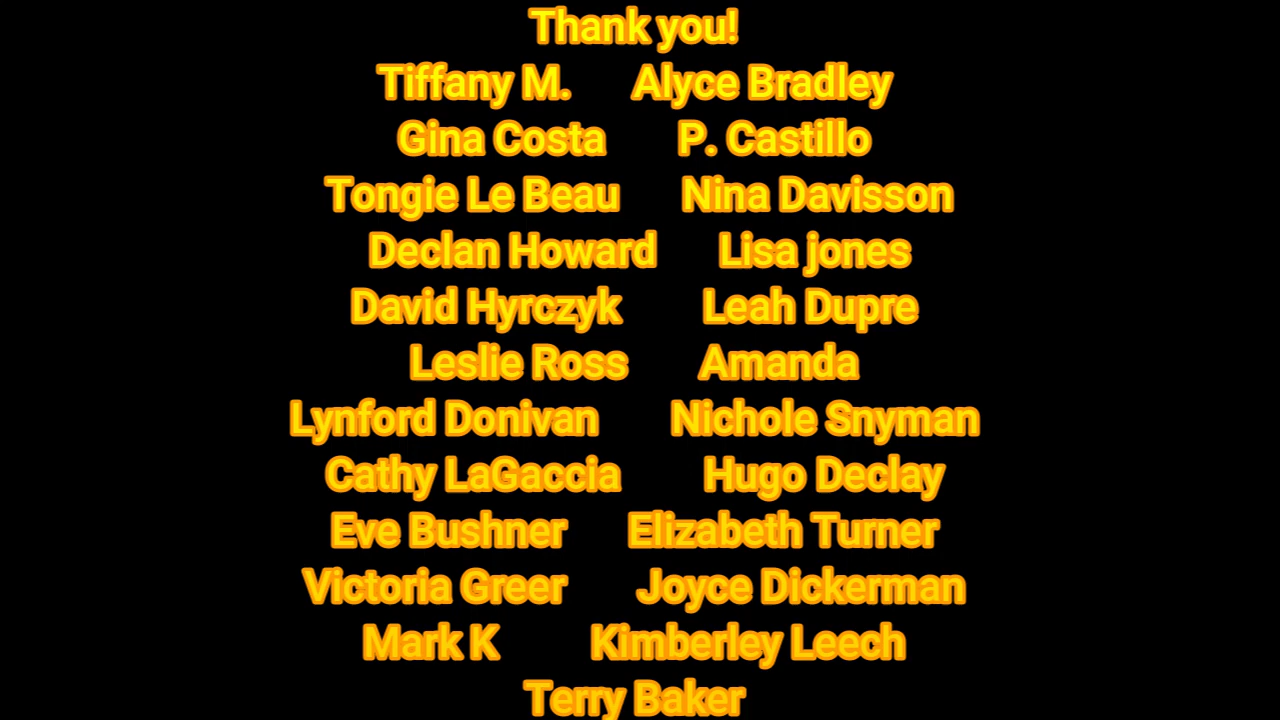 Thank you!
Tiffany M. Alyce Bradley
Gina Costa P. Castillo
Tongie Le Beau Nina Davisson
Declan Howard Lisa jones
David Hyrczyk Leah Dupre
Leslie Ross Amanda
Lynford Donivan Nichole Snyman
Cathy LaGaccia Hugo Declay
Eve Bushner Elizabeth Turner
Victoria Greer Joyce Dickerman
Mark K Kimberley Leech
Terry Baker